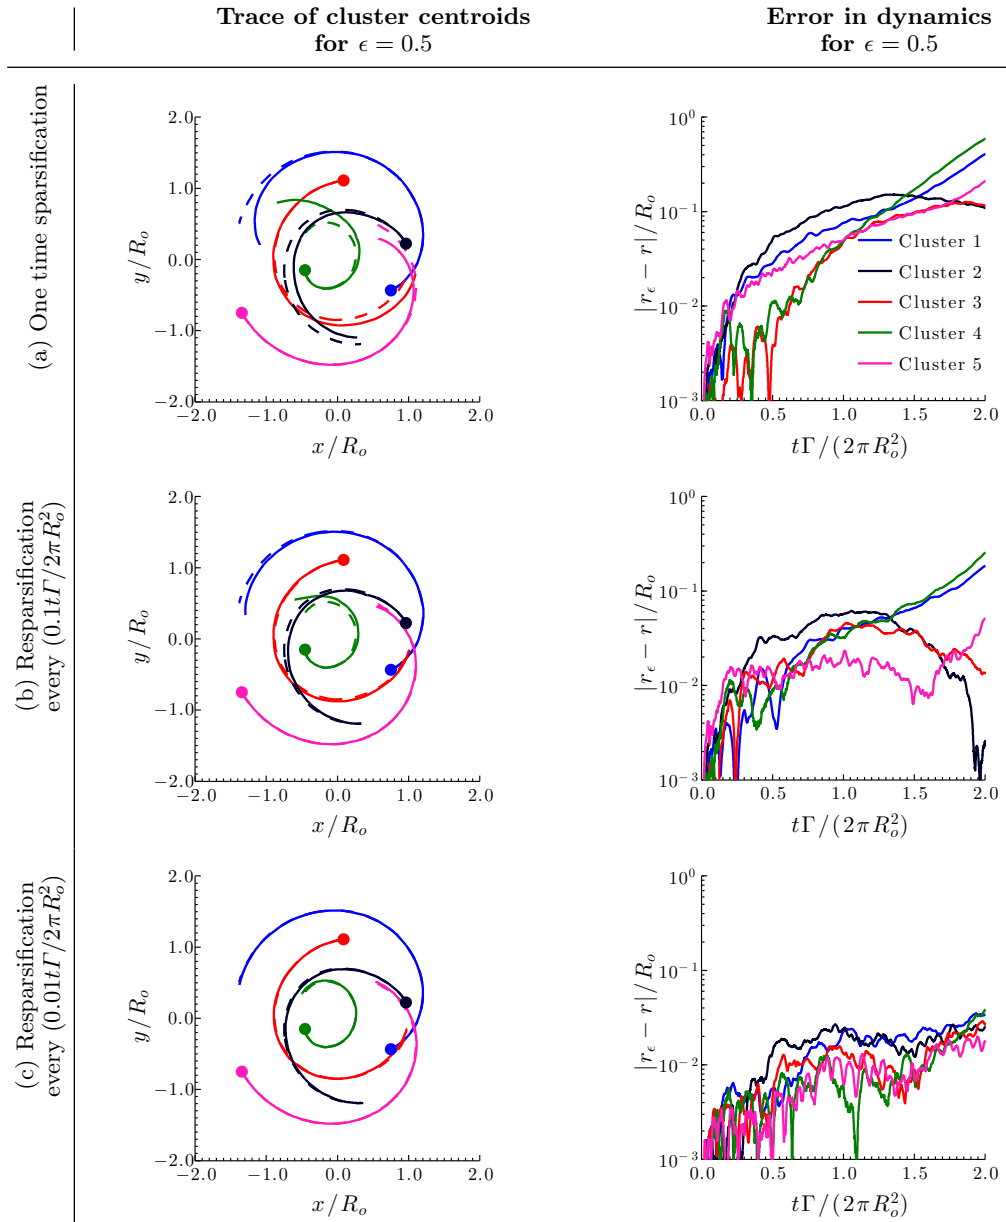 Trace of cluster centroids
for ϵ = 0.5
Error in dynamics
for ϵ = 0.5
(a) One time sparsification
2.0
1.0
0.0
−1.0
−2.0
y/R_o
−2.0 −1.0 0.0 1.0 2.0
x/R_o
10^0
10^{-1}
10^{-2}
10^{-3}
|r_ϵ − r|/R_o
Cluster 1
Cluster 2
Cluster 3
Cluster 4
Cluster 5
0.0 0.5 1.0 1.5 2.0
tΓ/(2πR_o^2)
(b) Resparsification
every (0.1tΓ/2πR_o^2)
2.0
1.0
0.0
−1.0
−2.0
y/R_o
−2.0 −1.0 0.0 1.0 2.0
x/R_o
10^0
10^{-1}
10^{-2}
10^{-3}
|r_ϵ − r|/R_o
0.0 0.5 1.0 1.5 2.0
tΓ/(2πR_o^2)
(c) Resparsification
every (0.01tΓ/2πR_o^2)
2.0
1.0
0.0
−1.0
−2.0
y/R_o
−2.0 −1.0 0.0 1.0 2.0
x/R_o
10^0
10^{-1}
10^{-2}
10^{-3}
|r_ϵ − r|/R_o
0.0 0.5 1.0 1.5 2.0
tΓ/(2πR_o^2)